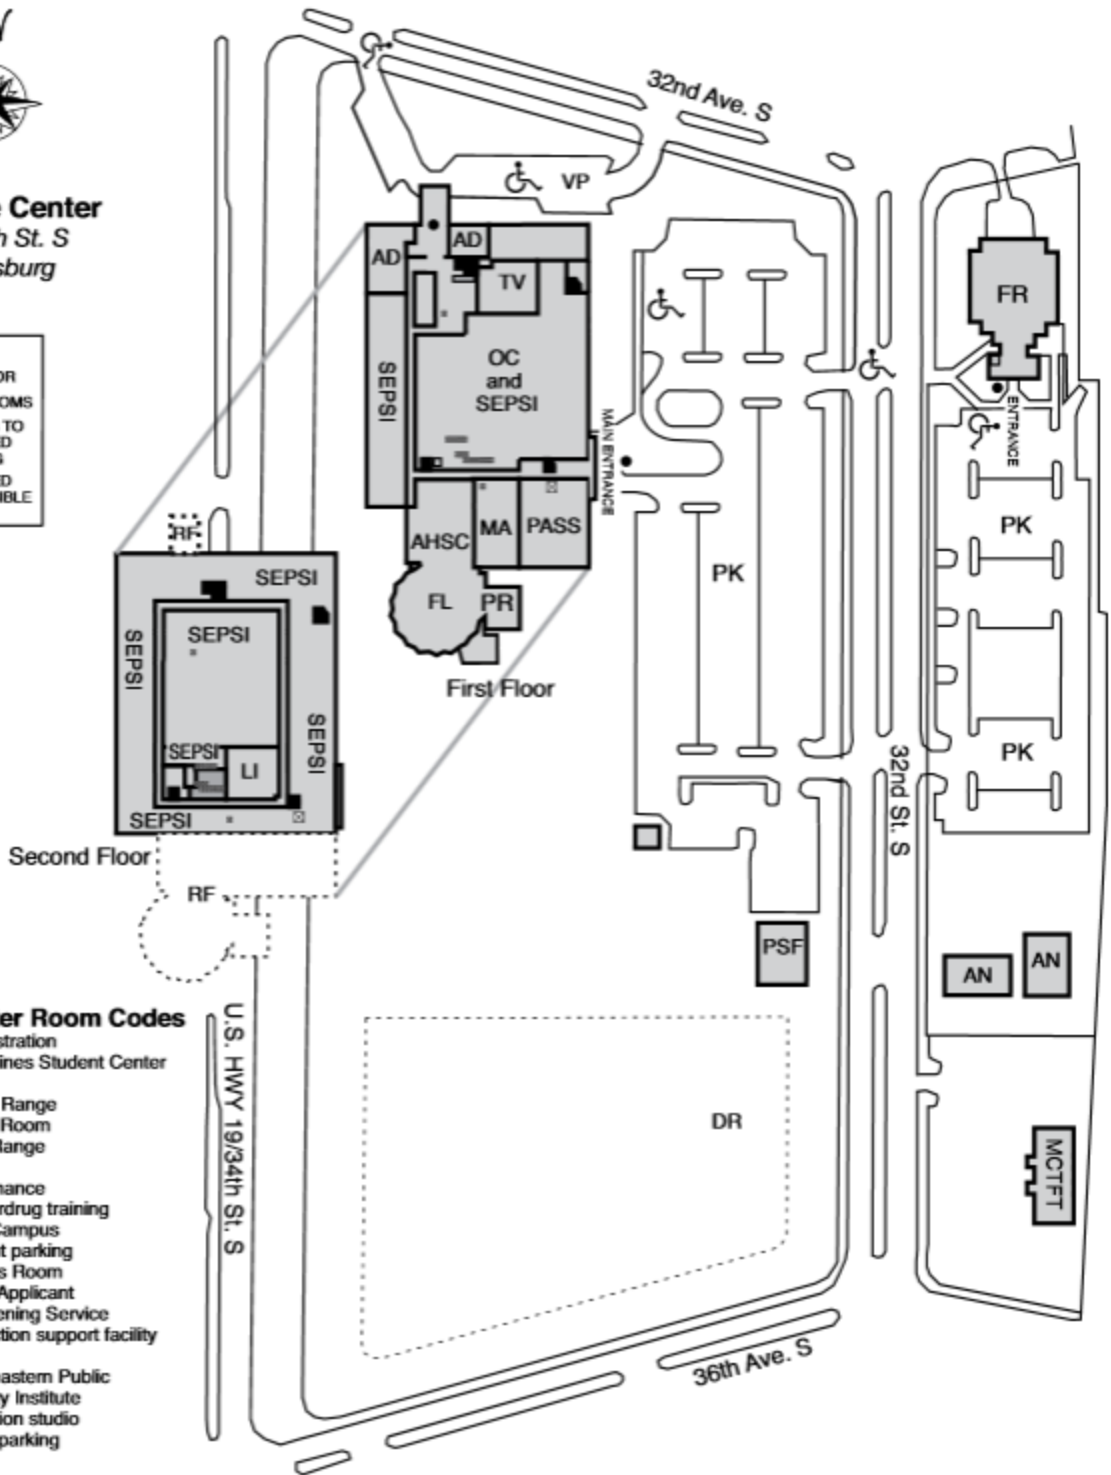 32nd Ave. S
Center
h St. S
sburg
OR
OMS
TO
D
S
ED
IBLE
VP
AD
AD
TV
SEPSI
OC
and
SEPSI
MAIN ENTRANCE
AHSC
MA
PASS
FL
PR
First Floor
FR
ENTRANCE
PK
PK
PK
RF
SEPSI
SEPSI
SEPSI
SEPSI
SEPSI
LI
SEPSI
Second Floor
RF
32nd St. S
PSF
AN
AN
DR
MCTFT
U.S. HWY 19/34th St. S
36th Ave. S
er Room Codes
stration
ines Student Center
Range
Room
Range
nance
rdrug training
Campus
t parking
s Room
Applicant
ening Service
tion support facility
eastern Public
y Institute
ion studio
parking